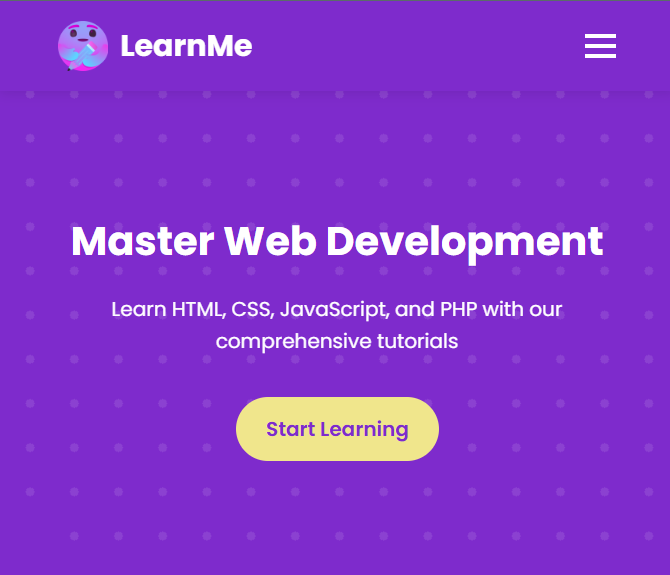 LearnMe
Master Web Development
Learn HTML, CSS, JavaScript, and PHP with our
comprehensive tutorials
Start Learning